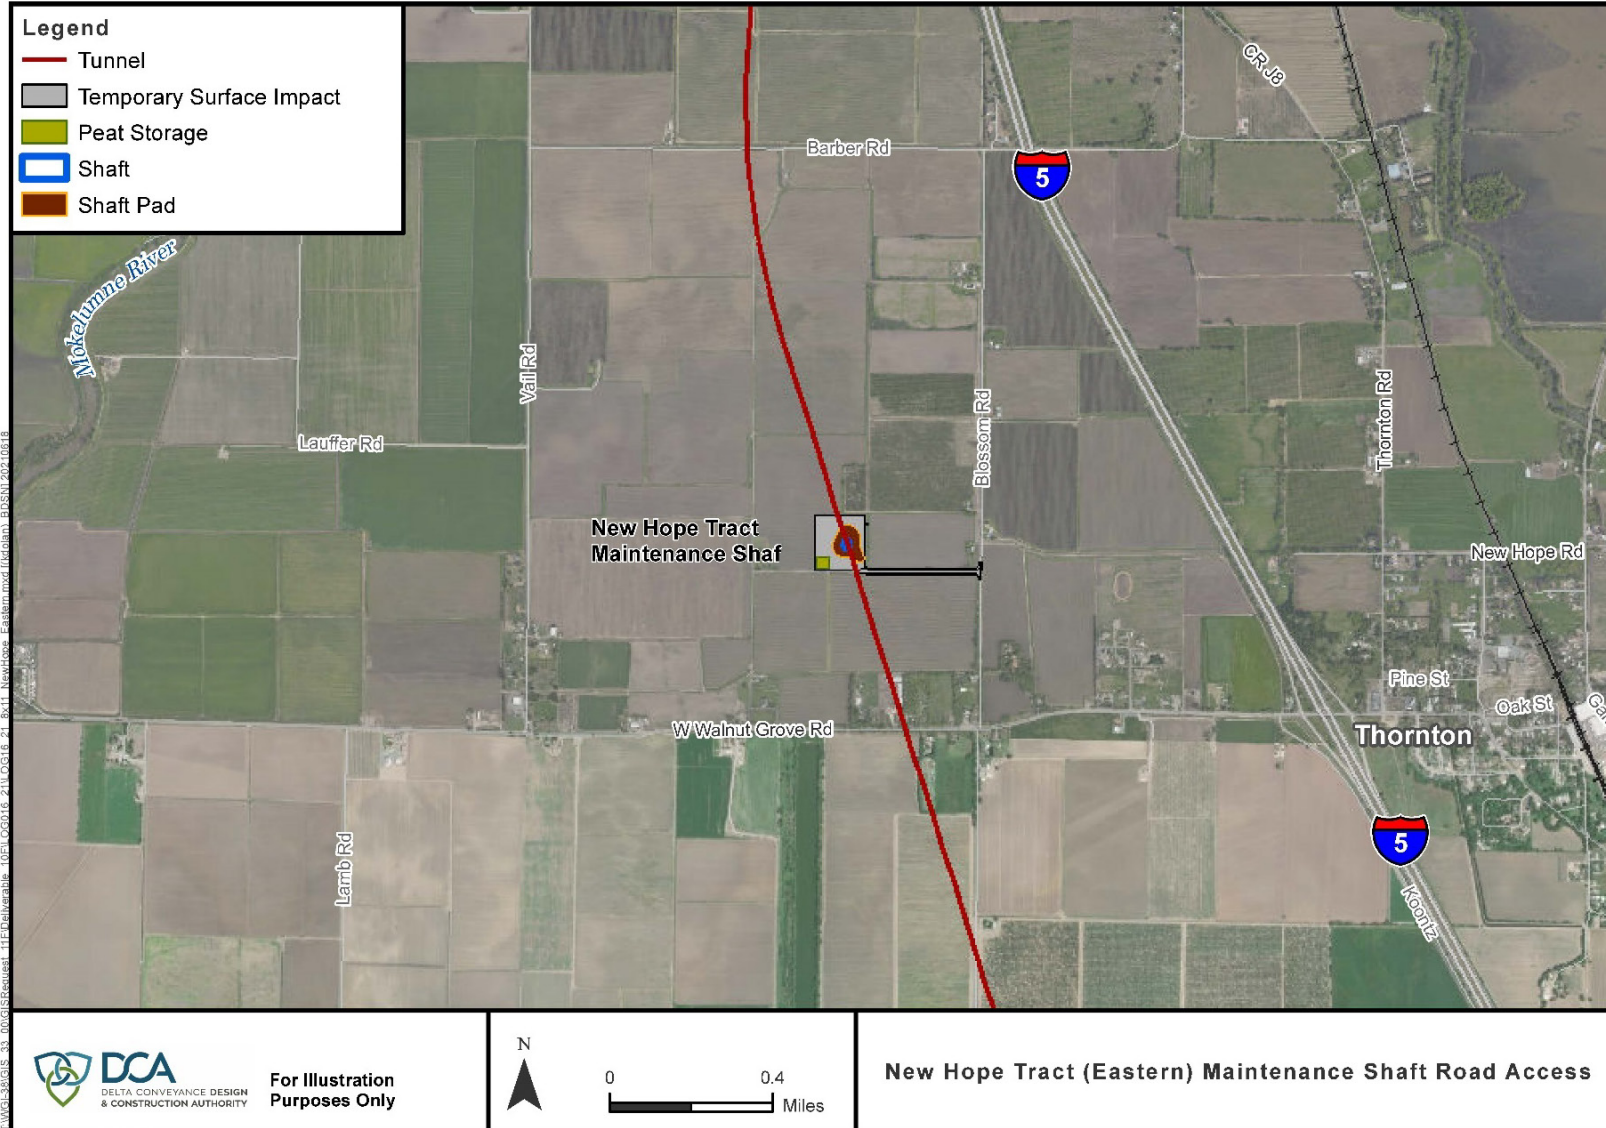 Legend
Tunnel
Temporary Surface Impact
Peat Storage
Shaft
Shaft Pad
CR J8
Barber Rd
5
Mokelumne River
Vail Rd
Blossom Rd
Thornton Rd
Lauffer Rd
New Hope Tract
Maintenance Shaf
New Hope Rd
Pine St
Oak St
W Walnut Grove Rd
Thornton
Lamb Rd
5
Koontz
DCA
DELTA CONVEYANCE DESIGN
& CONSTRUCTION AUTHORITY
For Illustration
Purposes Only
N
0 0.4
Miles
New Hope Tract (Eastern) Maintenance Shaft Road Access